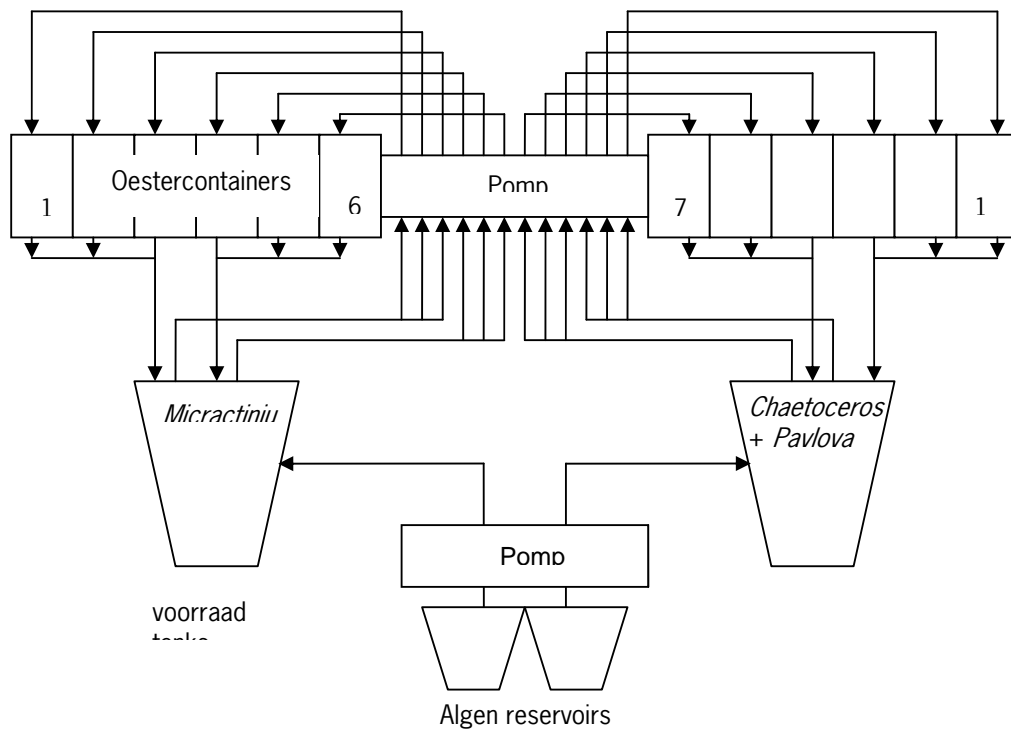 Oestercontainers
Pomp
1
6
7
1
Micractiniu
Chaetoceros
+ Pavlova
Pomp
voorraad
Algen reservoirs